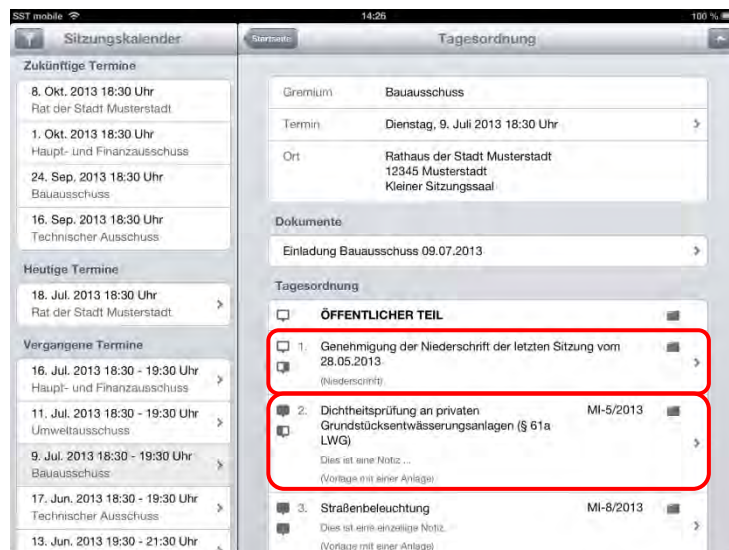 SST mobile
14:26
100 %
Sitzungskalender
Zukünftige Termine
8. Okt. 2013 18:30 Uhr
Rat der Stadt Musterstadt
1. Okt. 2013 18:30 Uhr
Haupt- und Finanzausschuss
24. Sep. 2013 18:30 Uhr
Bauausschuss
16. Sep. 2013 18:30 Uhr
Technischer Ausschuss
Heutige Termine
18. Jul. 2013 18:30 Uhr
Rat der Stadt Musterstadt
Vergangene Termine
16. Jul. 2013 18:30 - 19:30 Uhr
Haupt- und Finanzausschuss
11. Jul. 2013 18:30 - 19:30 Uhr
Umweltausschuss
9. Jul. 2013 18:30 - 19:30 Uhr
Bauausschuss
17. Jun. 2013 18:30 - 19:30 Uhr
Technischer Ausschuss
13. Jun. 2013 19:30 - 21:30 Uhr
Startseite
Tagesordnung
Gremium Bauausschuss
Termin Dienstag, 9. Juli 2013 18:30 Uhr
Ort Rathaus der Stadt Musterstadt
12345 Musterstadt
Kleiner Sitzungssaal
Dokumente
Einladung Bauausschuss 09.07.2013
Tagesordnung
ÖFFENTLICHER TEIL
1. Genehmigung der Niederschrift der letzten Sitzung vom
28.05.2013
(Niederschrift)
2. Dichtheitsprüfung an privaten MI-5/2013
Grundstücksentwässerungsanlagen (§ 61a
LWG)
Dies ist eine Notiz ...
(Vorlage mit einer Anlage)
3. Straßenbeleuchtung MI-8/2013
Dies ist eine einzeilige Notiz.
(Vorlage mit einer Anlage)